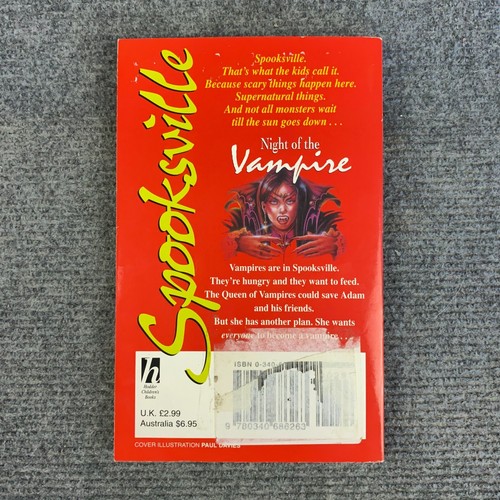 Spooksville
Spooksville.
That's what the kids call it.
Because scary things happen here.
Supernatural things.
And not all monsters wait
till the sun goes down . . .
Night of the
Vampire
Vampires are in Spooksville.
They're hungry and they want to feed.
The Queen of Vampires could save Adam
and his friends.
But she has another plan. She wants
everyone to become a vampire . . .
h
Hodder
Children's
Books
U.K. £2.99
Australia $6.95
ISBN 0-340
9 780340 686263
COVER ILLUSTRATION PAUL DAVIES